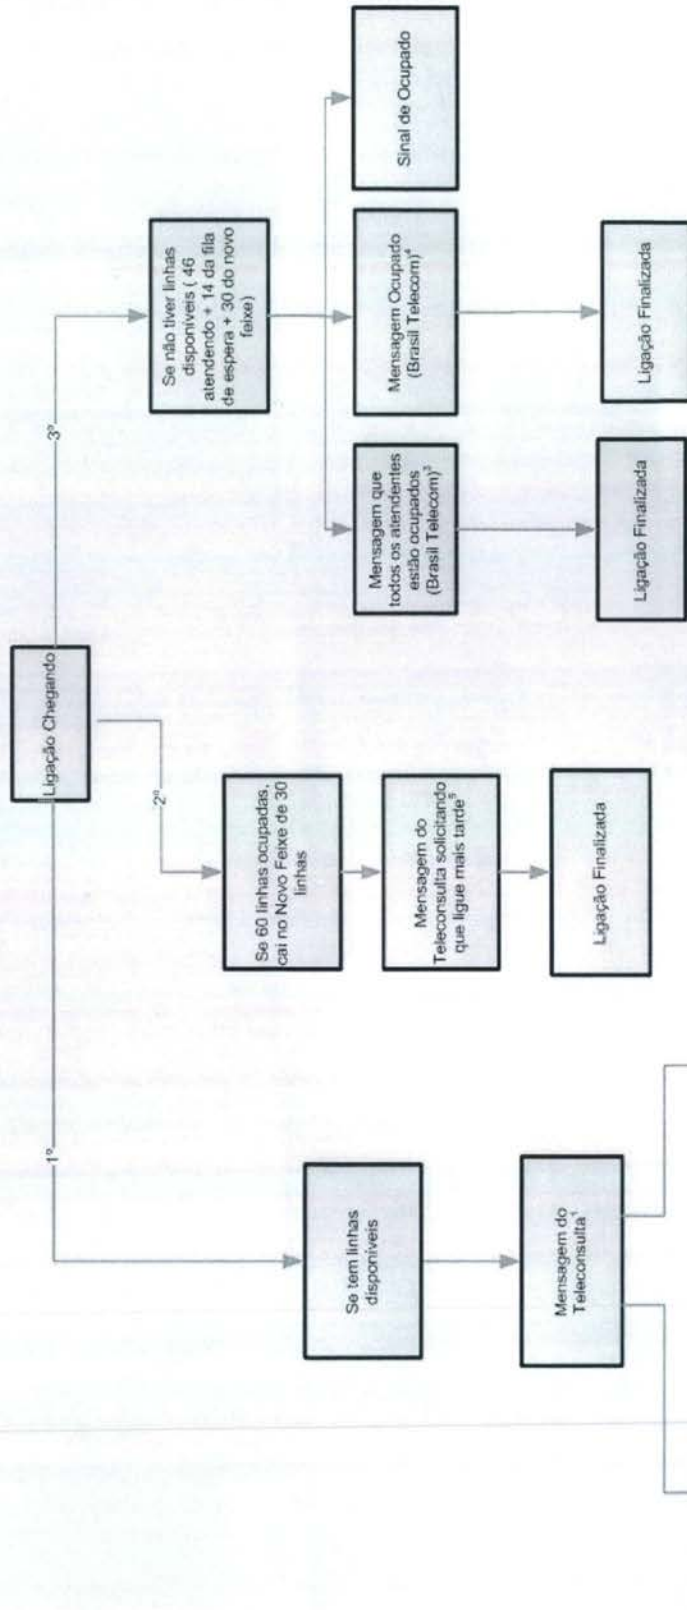 Ligação Chegando
1º
2º
3º
Se tem linhas
disponíveis
Mensagem do
Teleconsulta¹
Se 60 linhas ocupadas,
cai no Novo Feixe de 30
linhas
Mensagem do
Teleconsulta solicitando
que ligue mais tarde⁵
Ligação Finalizada
Se não tiver linhas
disponíveis ( 46
atendendo + 14 da fila
de espera + 30 do novo
feixe)
Mensagem que
todos os atendentes
estão ocupados
(Brasil Telecom)³
Ligação Finalizada
Mensagem Ocupado
(Brasil Telecom)⁴
Ligação Finalizada
Sinal de Ocupado